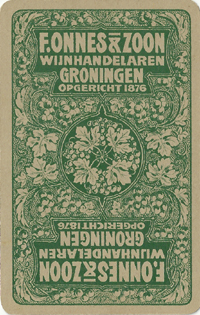 F. ONNES & ZOON
WIJNHANDELAREN
GRONINGEN
OPGERICHT 1876
OPGERICHT 1876
GRONINGEN
WIJNHANDELAREN
F. ONNES & ZOON